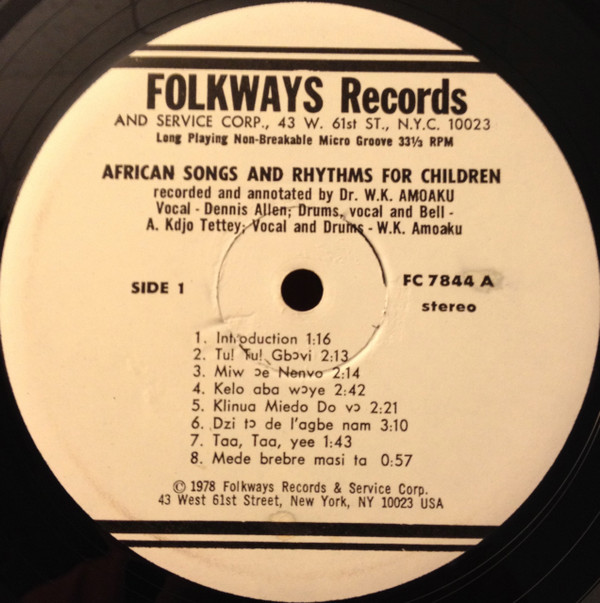 FOLKWAYS Records
AND SERVICE CORP., 43 W. 61st ST., N.Y.C. 10023
Long Playing Non-Breakable Micro Groove 33⅓ RPM
AFRICAN SONGS AND RHYTHMS FOR CHILDREN
recorded and annotated by Dr. W.K. AMOAKU
Vocal - Dennis Allen; Drums, vocal and Bell -
A. Kdjo Tettey; Vocal and Drums - W.K. Amoaku
SIDE 1
FC 7844 A
stereo
1. Introduction 1:16
2. Tu! Tu! Gbɔvi 2:13
3. Miw ɔe Nenvo 2:14
4. Kelo aba wɔye 2:42
5. Klinua Miedo Do vɔ 2:21
6. Dzi tɔ de l'agbe nam 3:10
7. Taa, Taa, yee 1:43
8. Mede brebre masi ta 0:57
© 1978 Folkways Records & Service Corp.
43 West 61st Street, New York, NY 10023 USA